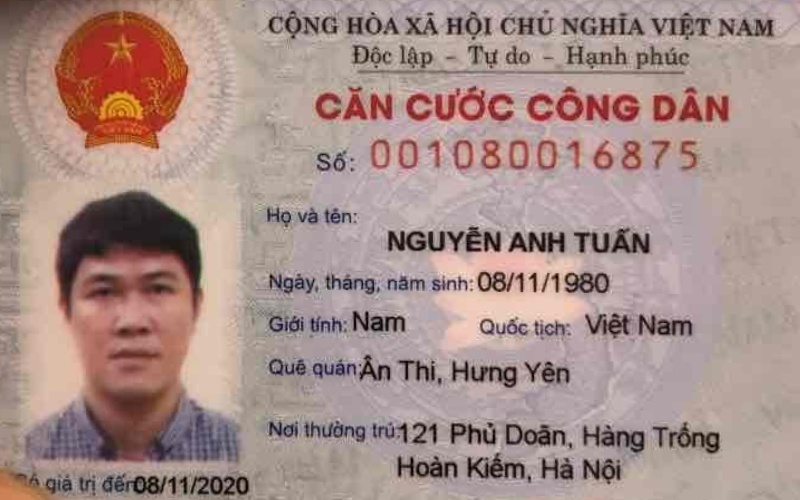 CỘNG HÒA XÃ HỘI CHỦ NGHĨA VIỆT NAM
Độc lập - Tự do - Hạnh phúc
CĂN CƯỚC CÔNG DÂN
Số: 001080016875
Họ và tên:
NGUYỄN ANH TUẤN
Ngày, tháng, năm sinh: 08/11/1980
Giới tính: Nam Quốc tịch: Việt Nam
Quê quán: Ân Thi, Hưng Yên
Nơi thường trú: 121 Phủ Doãn, Hàng Trống
Hoàn Kiếm, Hà Nội
giá trị đến 08/11/2020